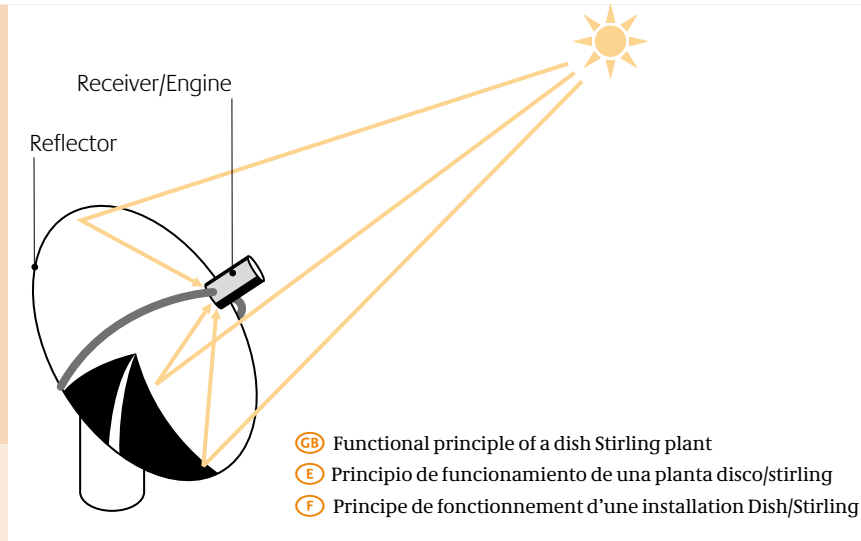 Receiver/Engine
Reflector
GB Functional principle of a dish Stirling plant
E Principio de funcionamiento de una planta disco/stirling
F Principe de fonctionnement d’une installation Dish/Stirling